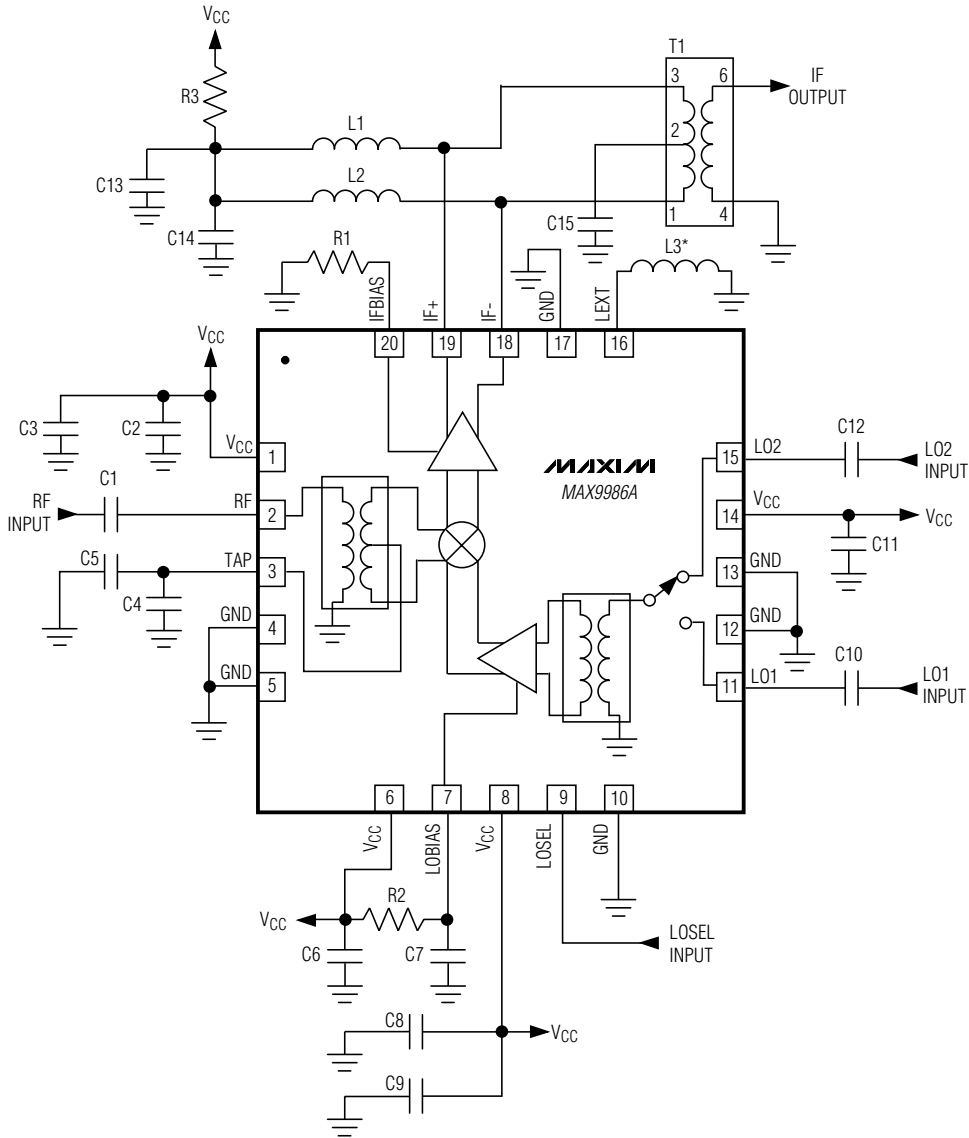 VCC
T1
R3
3
6
IF
OUTPUT
L1
2
C13
L2
1
4
C14
C15
R1
L3*
IFBIAS
IF+
IF-
GND
LEXT
VCC
20
19
18
17
16
C3
C2
VCC
1
C12
MAXIM
MAX9986A
15
LO2
LO2
INPUT
C1
RF
INPUT
RF
2
VCC
14
VCC
C11
C5
TAP
3
GND
13
C4
GND
4
GND
12
C10
GND
5
11
LO1
LO1
INPUT
6
7
8
9
10
VCC
LOBIAS
VCC
LOSEL
GND
R2
VCC
C6
C7
LOSEL
INPUT
C8
VCC
C9